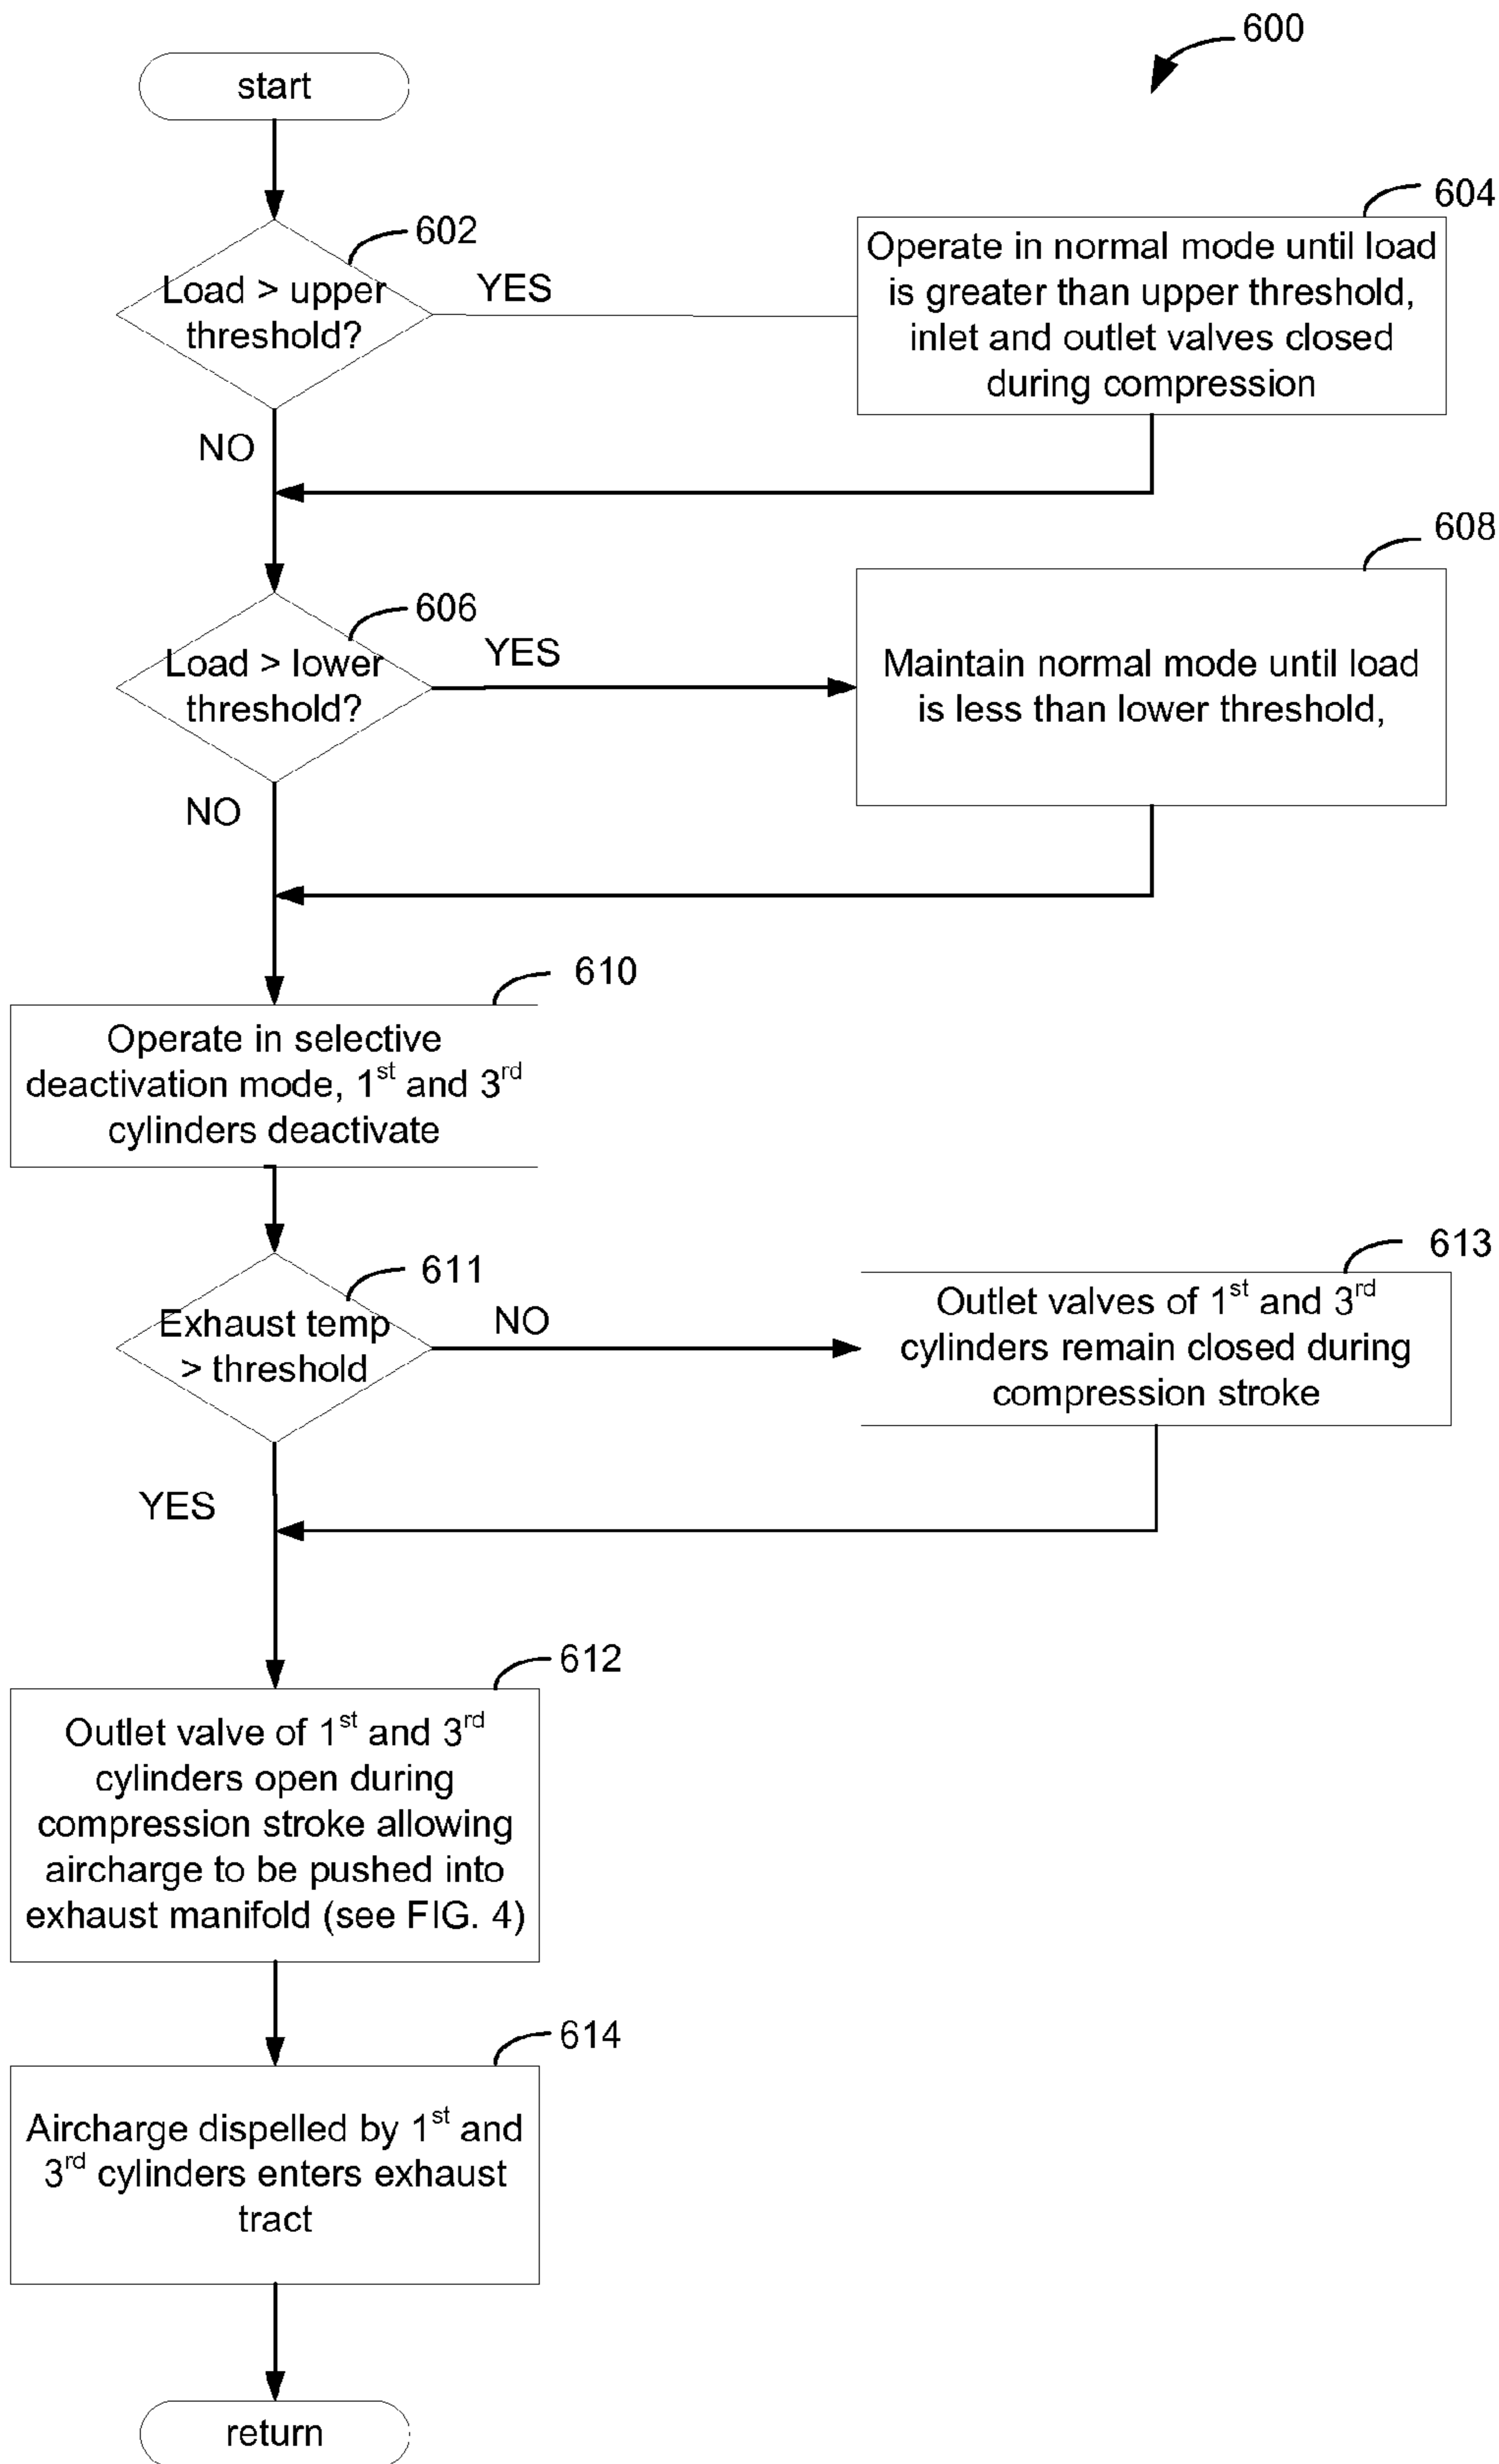 600
start
602
Load > upper
threshold?
YES
604
Operate in normal mode until load
is greater than upper threshold,
inlet and outlet valves closed
during compression
NO
606
Load > lower
threshold?
YES
608
Maintain normal mode until load
is less than lower threshold,
NO
610
Operate in selective
deactivation mode, 1st and 3rd
cylinders deactivate
611
Exhaust temp
> threshold
NO
613
Outlet valves of 1st and 3rd
cylinders remain closed during
compression stroke
YES
612
Outlet valve of 1st and 3rd
cylinders open during
compression stroke allowing
aircharge to be pushed into
exhaust manifold (see FIG. 4)
614
Aircharge dispelled by 1st and
3rd cylinders enters exhaust
tract
return